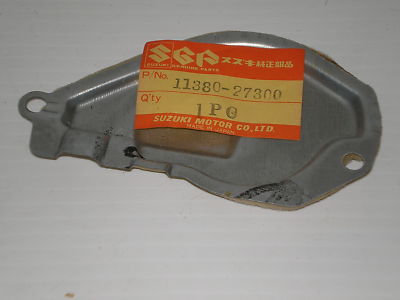 SGP スズキ純正部品
SUZUKI GENUINE PARTS
P/No. 11380-27300
Q'ty 1PC
SUZUKI MOTOR CO., LTD.
MADE IN JAPAN